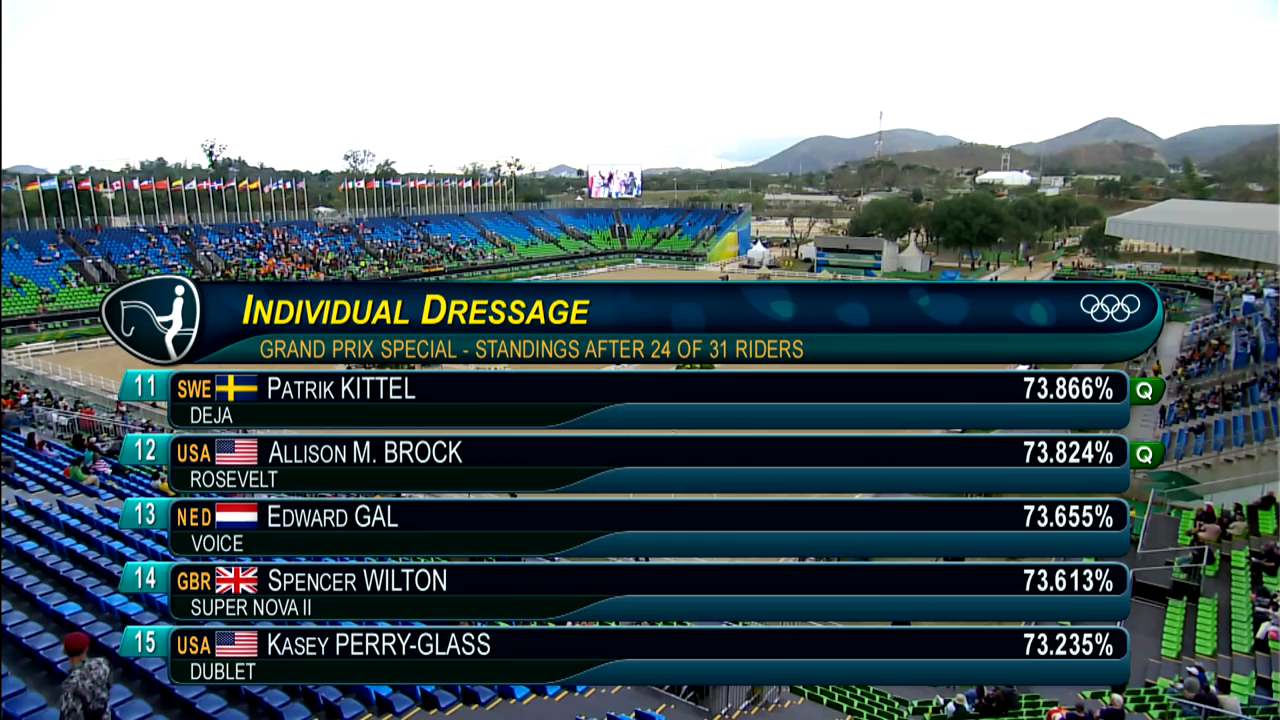 INDIVIDUAL DRESSAGE
GRAND PRIX SPECIAL - STANDINGS AFTER 24 OF 31 RIDERS
11 SWE PATRIK KITTEL 73.866% Q
DEJA
12 USA ALLISON M. BROCK 73.824% Q
ROSEVELT
13 NED EDWARD GAL 73.655%
VOICE
14 GBR SPENCER WILTON 73.613%
SUPER NOVA II
15 USA KASEY PERRY-GLASS 73.235%
DUBLET